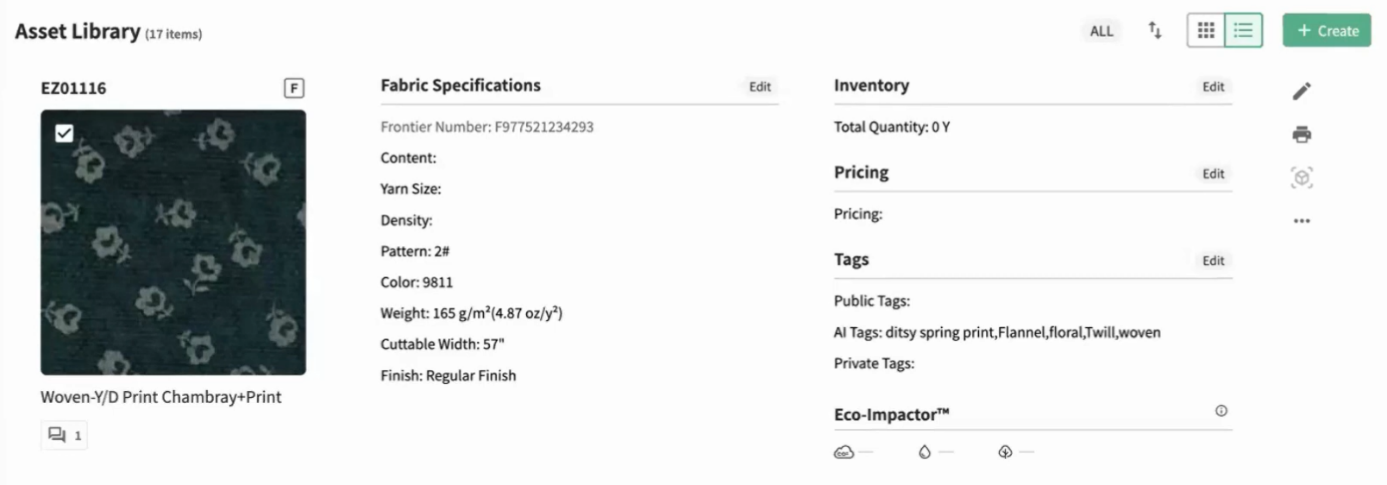 Asset Library (17 items)
ALL
+ Create
EZ01116
F
Woven-Y/D Print Chambray+Print
1
Fabric Specifications
Edit
Frontier Number: F977521234293
Content:
Yarn Size:
Density:
Pattern: 2#
Color: 9811
Weight: 165 g/m²(4.87 oz/y²)
Cuttable Width: 57"
Finish: Regular Finish
Inventory
Edit
Total Quantity: 0 Y
Pricing
Edit
Pricing:
Tags
Edit
Public Tags:
AI Tags: ditsy spring print,Flannel,floral,Twill,woven
Private Tags:
Eco-Impactor™